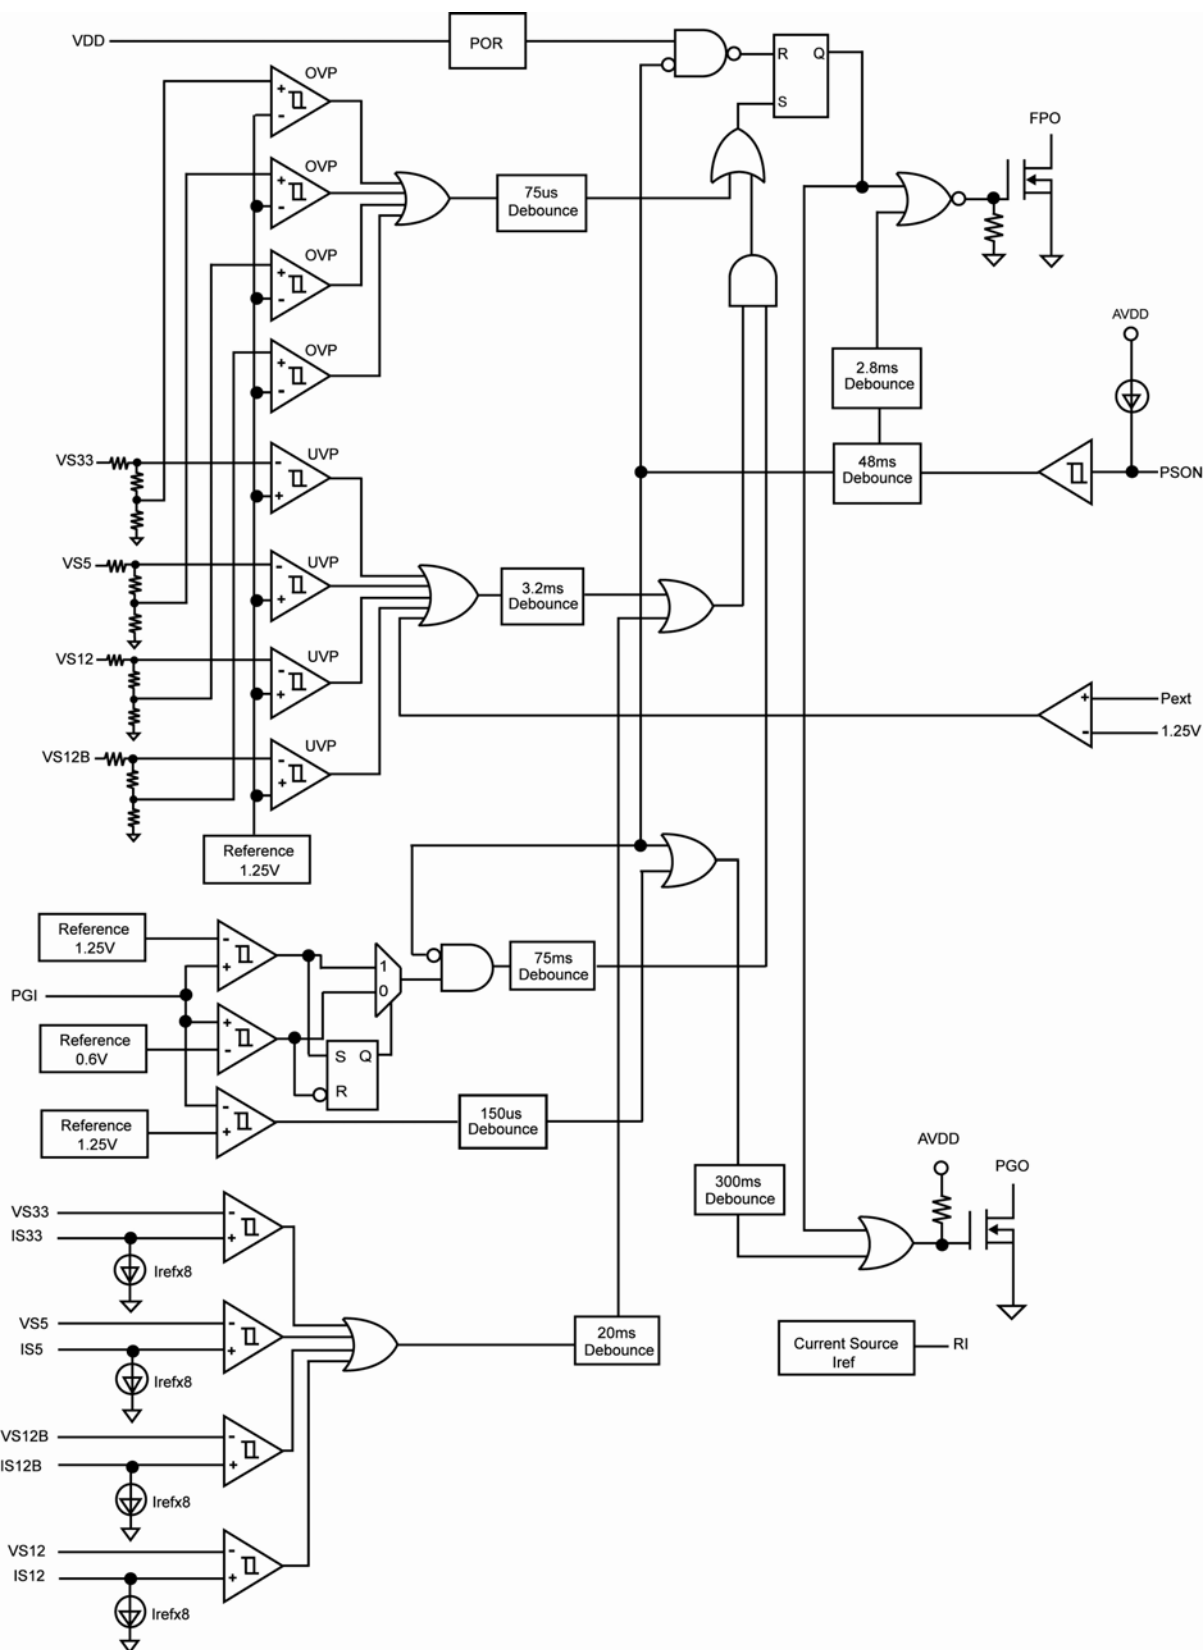 VDD
POR
R Q
S
OVP
+
-
OVP
+
-
OVP
+
-
OVP
+
-
75us
Debounce
FPO
AVDD
2.8ms
Debounce
48ms
Debounce
PSON
VS33
UVP
-
+
VS5
UVP
-
+
3.2ms
Debounce
VS12
UVP
-
+
VS12B
UVP
-
+
+
Pext
-
1.25V
Reference
1.25V
Reference
1.25V
-
+
PGI
1
0
75ms
Debounce
Reference
0.6V
+
-
S Q
R
Reference
1.25V
-
+
150us
Debounce
300ms
Debounce
AVDD
PGO
VS33
-
IS33
+
Irefx8
VS5
-
IS5
+
Irefx8
20ms
Debounce
Current Source
Iref
RI
VS12B
-
IS12B
+
Irefx8
VS12
-
IS12
+
Irefx8